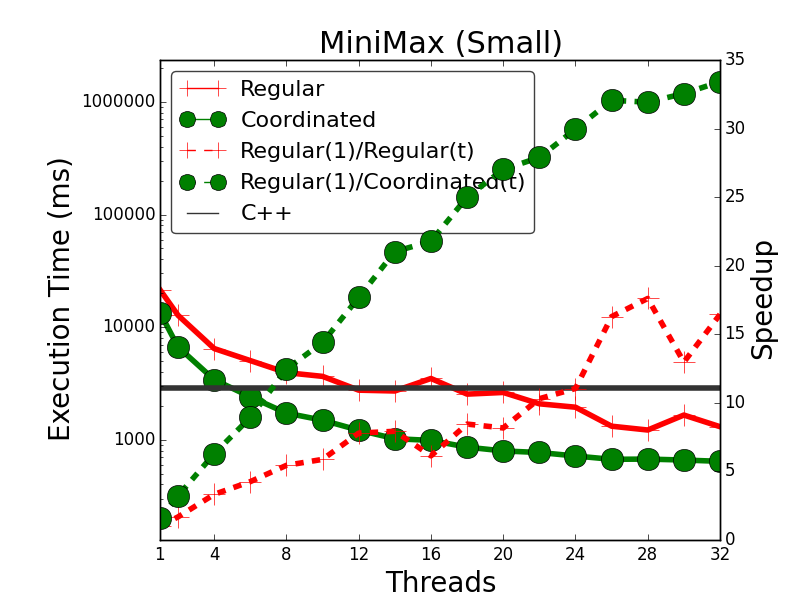 MiniMax (Small)
Regular
Coordinated
Regular(1)/Regular(t)
Regular(1)/Coordinated(t)
C++
Execution Time (ms)
1000000
100000
10000
1000
35
30
25
20
15
10
5
0
Speedup
1 4 8 12 16 20 24 28 32
Threads